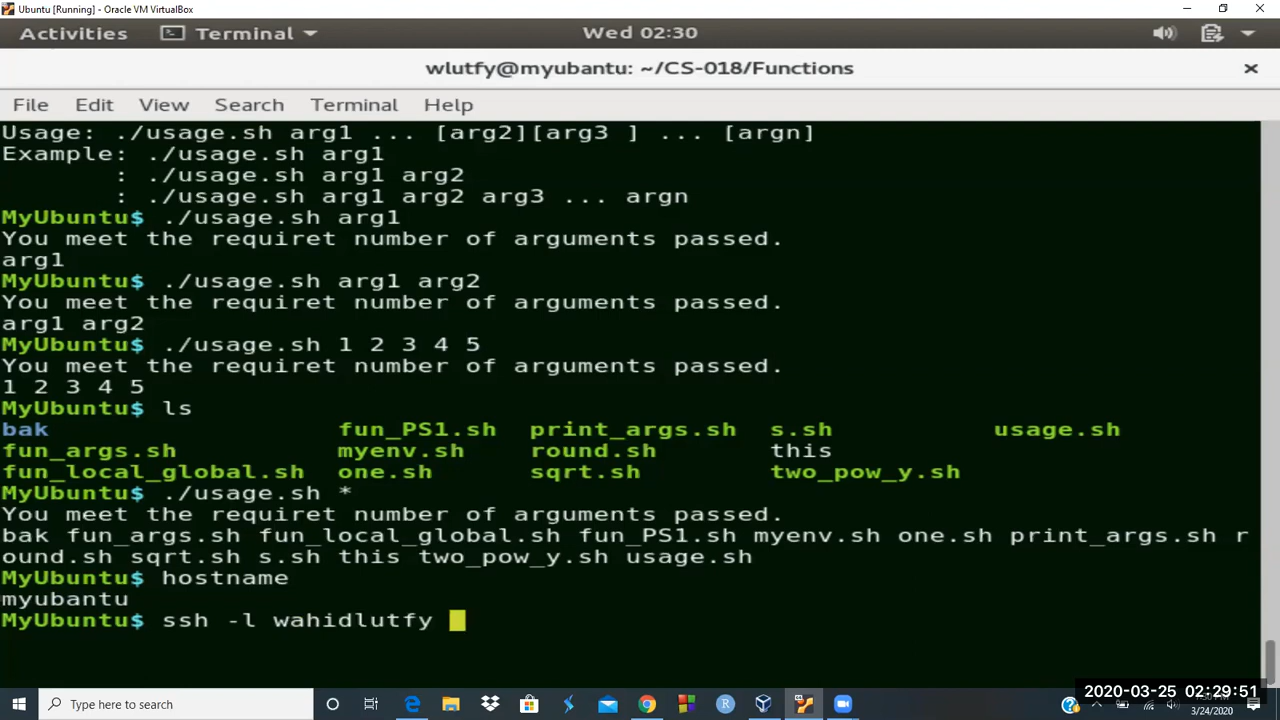 Ubuntu [Running] - Oracle VM VirtualBox
Activities Terminal Wed 02:30
wlutfy@myubantu: ~/CS-018/Functions
File Edit View Search Terminal Help
Usage: ./usage.sh arg1 ... [arg2][arg3 ] ... [argn]
Example: ./usage.sh arg1
: ./usage.sh arg1 arg2
: ./usage.sh arg1 arg2 arg3 ... argn
MyUbuntu$ ./usage.sh arg1
You meet the requiret number of arguments passed.
arg1
MyUbuntu$ ./usage.sh arg1 arg2
You meet the requiret number of arguments passed.
arg1 arg2
MyUbuntu$ ./usage.sh 1 2 3 4 5
You meet the requiret number of arguments passed.
1 2 3 4 5
MyUbuntu$ ls
bak fun_PS1.sh print_args.sh s.sh usage.sh
fun_args.sh myenv.sh round.sh this
fun_local_global.sh one.sh sqrt.sh two_pow_y.sh
MyUbuntu$ ./usage.sh *
You meet the requiret number of arguments passed.
bak fun_args.sh fun_local_global.sh fun_PS1.sh myenv.sh one.sh print_args.sh r
ound.sh sqrt.sh s.sh this two_pow_y.sh usage.sh
MyUbuntu$ hostname
myubantu
MyUbuntu$ ssh -l wahidlutfy
Type here to search
2020-03-25 02:29:51
3/24/2020